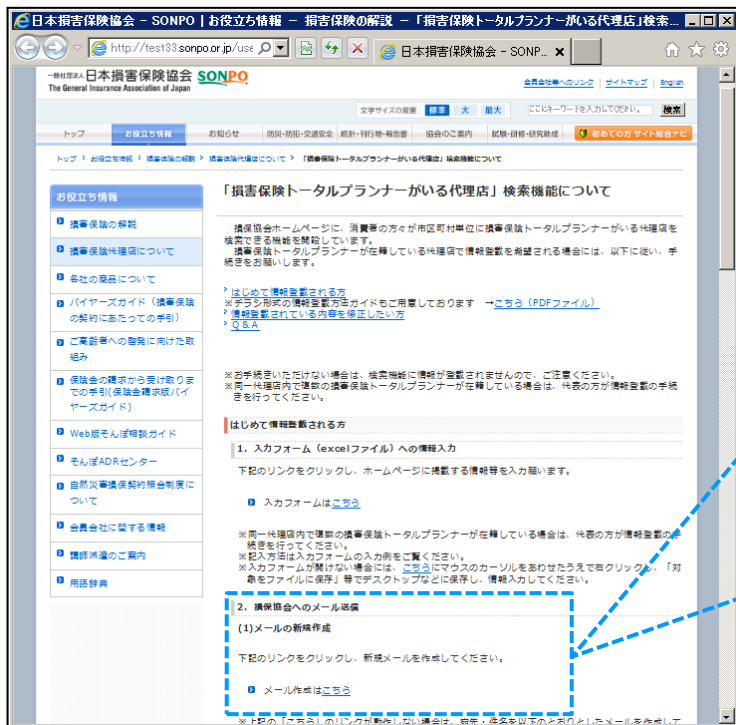 日本損害保険協会 - SONPO | お役立ち情報 - 損害保険の解説 - 「損害保険トータルプランナーがいる代理店」検索...
http://test33.sonpo.or.jp/use
日本損害保険協会 - SONP...
一般社団法人 日本損害保険協会 SONPO
The General Insurance Association of Japan
会員会社等へのリンク | サイトマップ | English
文字サイズの変更 標準 大 最大 ここにキーワードを入力してください。 検索
トップ お役立ち情報 お知らせ 防災・防犯・交通安全 統計・刊行物・報告書 協会のご案内 試験・研修・研究助成 初めての方 サイト総合ナビ
トップ > お役立ち情報 > 損害保険の解説 > 損害保険代理店について > 「損害保険トータルプランナーがいる代理店」検索機能について
お役立ち情報
損害保険の解説
損害保険代理店について
各社の商品について
バイヤーズガイド（損害保険
の契約にあたっての手引）
ご高齢者への啓発に向けた取
組み
保険金の請求から受け取りま
での手引(保険金請求版バイ
ヤーズガイド)
Web版そんぽ相談ガイド
そんぽADRセンター
自然災害損保契約照会制度に
ついて
会員会社に関する情報
講師派遣のご案内
用語辞典
「損害保険トータルプランナーがいる代理店」検索機能について
損保協会ホームページに、消費者の方々が市区町村単位に損害保険トータルプランナーがいる代理店を
検索できる機能を開設しています。
損害保険トータルプランナーが在籍している代理店で情報登載を希望される場合には、以下に従い、手
続きをお願いします。
はじめて情報登載される方
※チラシ形式の情報登載方法ガイドもご用意しております →こちら（PDFファイル）
情報登載されている内容を修正したい方
Q&A
※お手続きいただけない場合は、検索機能に情報が登載されませんので、ご注意ください。
※同一代理店内で複数の損害保険トータルプランナーが在籍している場合は、代表の方が情報登載の手続
きを行ってください。
はじめて情報登載される方
1．入力フォーム（excelファイル）への情報入力
下記のリンクをクリックし、ホームページに掲載する情報等を入力願います。
入力フォームはこちら
※同一代理店内で複数の損害保険トータルプランナーが在籍している場合は、代表の方が情報登載の手
続きを行ってください。
※記入方法は入力フォームの入力例をご覧ください。
※入力フォームが開けない場合には、こちらにマウスのカーソルをあわせたうえで右クリックし、「対
象をファイルに保存」等でデスクトップなどに保存し、情報入力してください。
2．損保協会へのメール送信
(1)メールの新規作成
下記のリンクをクリックし、新規メールを作成してください。
メール作成はこちら
※上記の「こちら」のリンクが動作しない場合は、宛先・件名を以下のとおりとしたメールを作成して